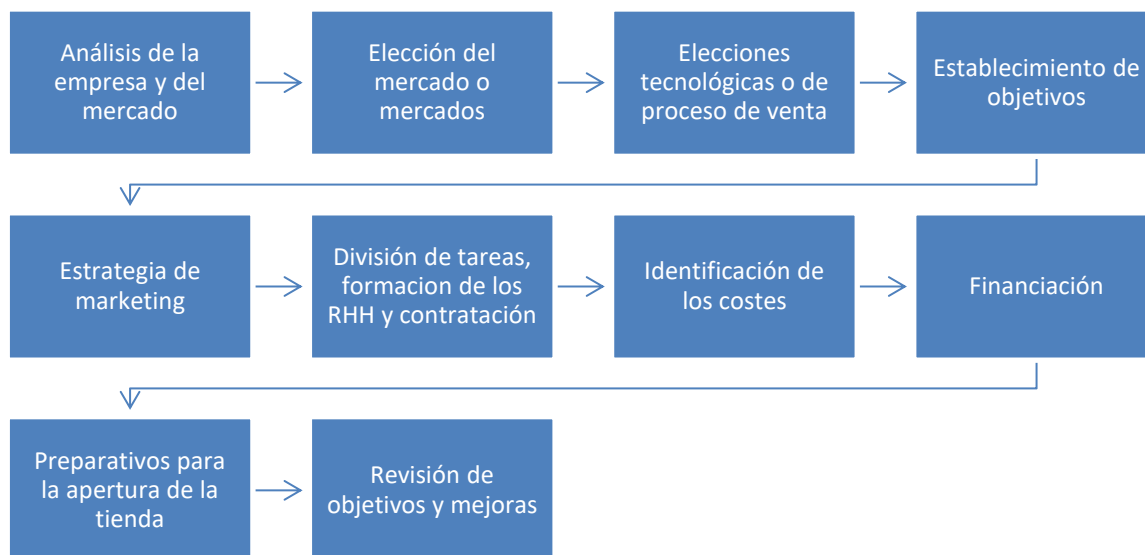 Análisis de la
empresa y del
mercado
Elección del
mercado o
mercados
Elecciones
tecnológicas o de
proceso de venta
Establecimiento de
objetivos
Estrategia de
marketing
División de tareas,
formacion de los
RHH y contratación
Identificación de
los costes
Financiación
Preparativos para
la apertura de la
tienda
Revisión de
objetivos y mejoras